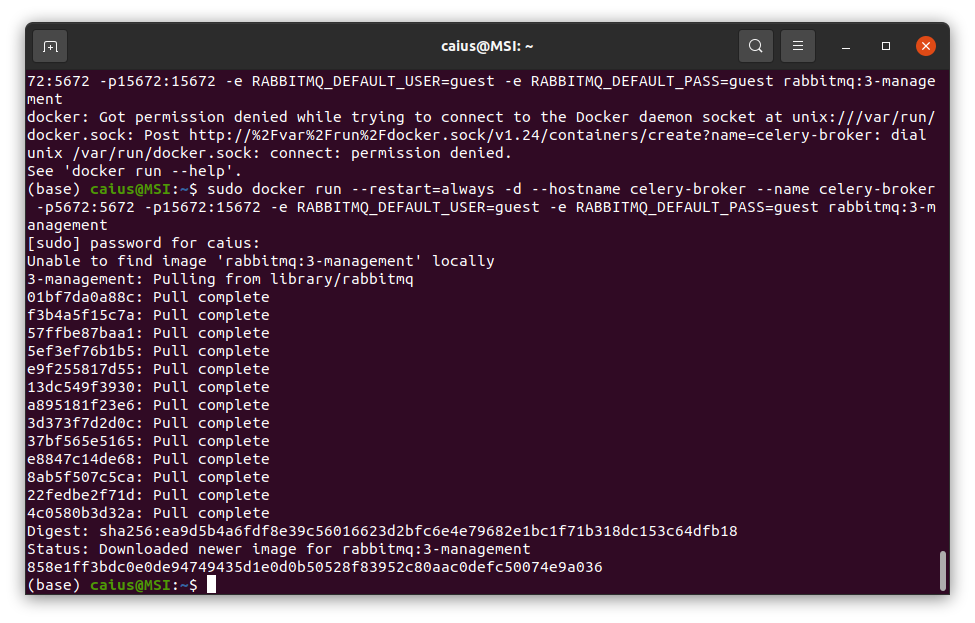 caius@MSI: ~
72:5672 -p15672:15672 -e RABBITMQ_DEFAULT_USER=guest -e RABBITMQ_DEFAULT_PASS=guest rabbitmq:3-manage
ment
docker: Got permission denied while trying to connect to the Docker daemon socket at unix:///var/run/
docker.sock: Post http://%2Fvar%2Frun%2Fdocker.sock/v1.24/containers/create?name=celery-broker: dial
unix /var/run/docker.sock: connect: permission denied.
See 'docker run --help'.
(base) caius@MSI:~$ sudo docker run --restart=always -d --hostname celery-broker --name celery-broker
 -p5672:5672 -p15672:15672 -e RABBITMQ_DEFAULT_USER=guest -e RABBITMQ_DEFAULT_PASS=guest rabbitmq:3-m
anagement
[sudo] password for caius:
Unable to find image 'rabbitmq:3-management' locally
3-management: Pulling from library/rabbitmq
01bf7da0a88c: Pull complete
f3b4a5f15c7a: Pull complete
57ffbe87baa1: Pull complete
5ef3ef76b1b5: Pull complete
e9f255817d55: Pull complete
13dc549f3930: Pull complete
a895181f23e6: Pull complete
3d373f7d2d0c: Pull complete
37bf565e5165: Pull complete
e8847c14de68: Pull complete
8ab5f507c5ca: Pull complete
22fedbe2f71d: Pull complete
4c0580b3d32a: Pull complete
Digest: sha256:ea9d5b4a6fdf8e39c56016623d2bfc6e4e79682e1bc1f71b318dc153c64dfb18
Status: Downloaded newer image for rabbitmq:3-management
858e1ff3bdc0e0de94749435d1e0d0b50528f83952c80aac0defc50074e9a036
(base) caius@MSI:~$